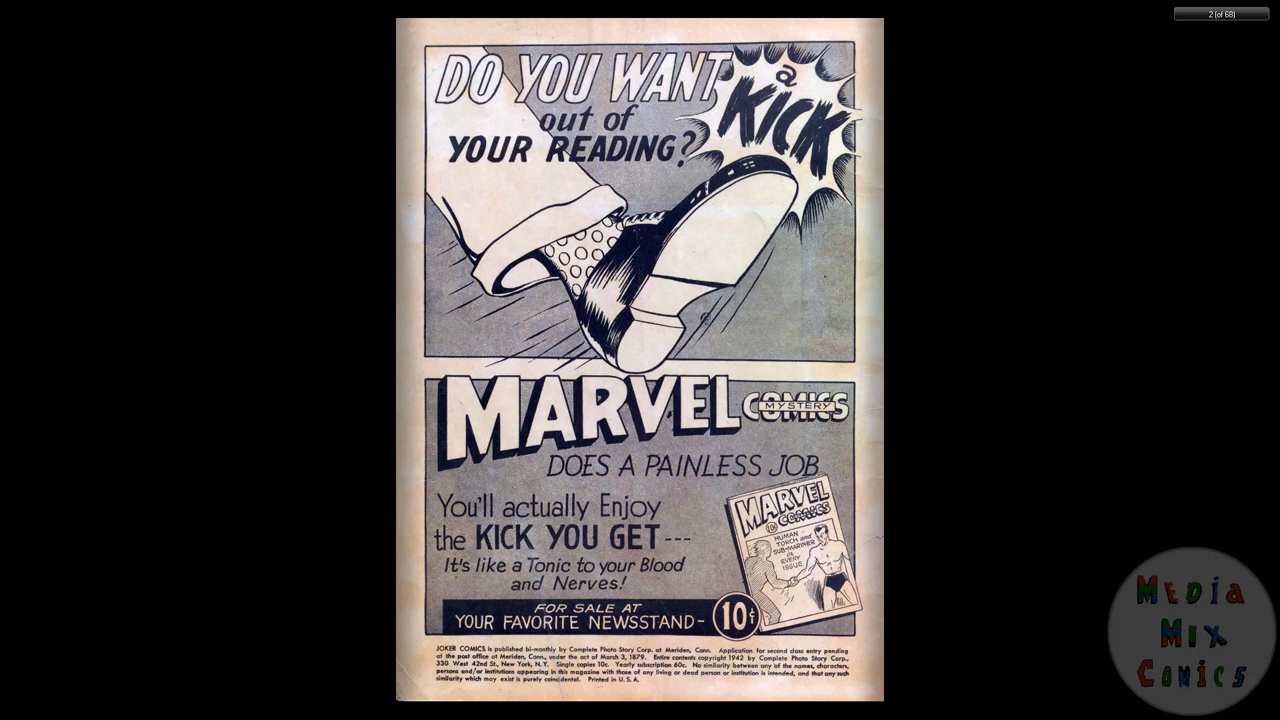 2 (of 68)
DO YOU WANT
a
KICK
out of
YOUR READING?
MARVEL
MYSTERY
COMICS
DOES A PAINLESS JOB
You'll actually Enjoy
the KICK YOU GET---
It's like a Tonic to your Blood
and Nerves!
MARVEL
COMICS
10¢
HUMAN
TORCH and
SUB-MARINER
in
EVERY
ISSUE
FOR SALE AT
YOUR FAVORITE NEWSSTAND-
10¢
JOKER COMICS is published bi-monthly by Complete Photo Story Corp. at Meriden, Conn. Application for second class entry pending
at the post office at Meriden, Conn., under the act of March 3, 1879. Entire contents copyright 1942 by Complete Photo Story Corp.,
330 West 42nd St., New York, N. Y. Single copies 10c. Yearly subscription 60c. No similarity between any of the names, characters,
persons and/or institutions appearing in this magazine with those of any living or dead person or institution is intended, and that any such
similarity which may exist is purely coincidental. Printed in U. S. A.
MEDia
Mix
Comics